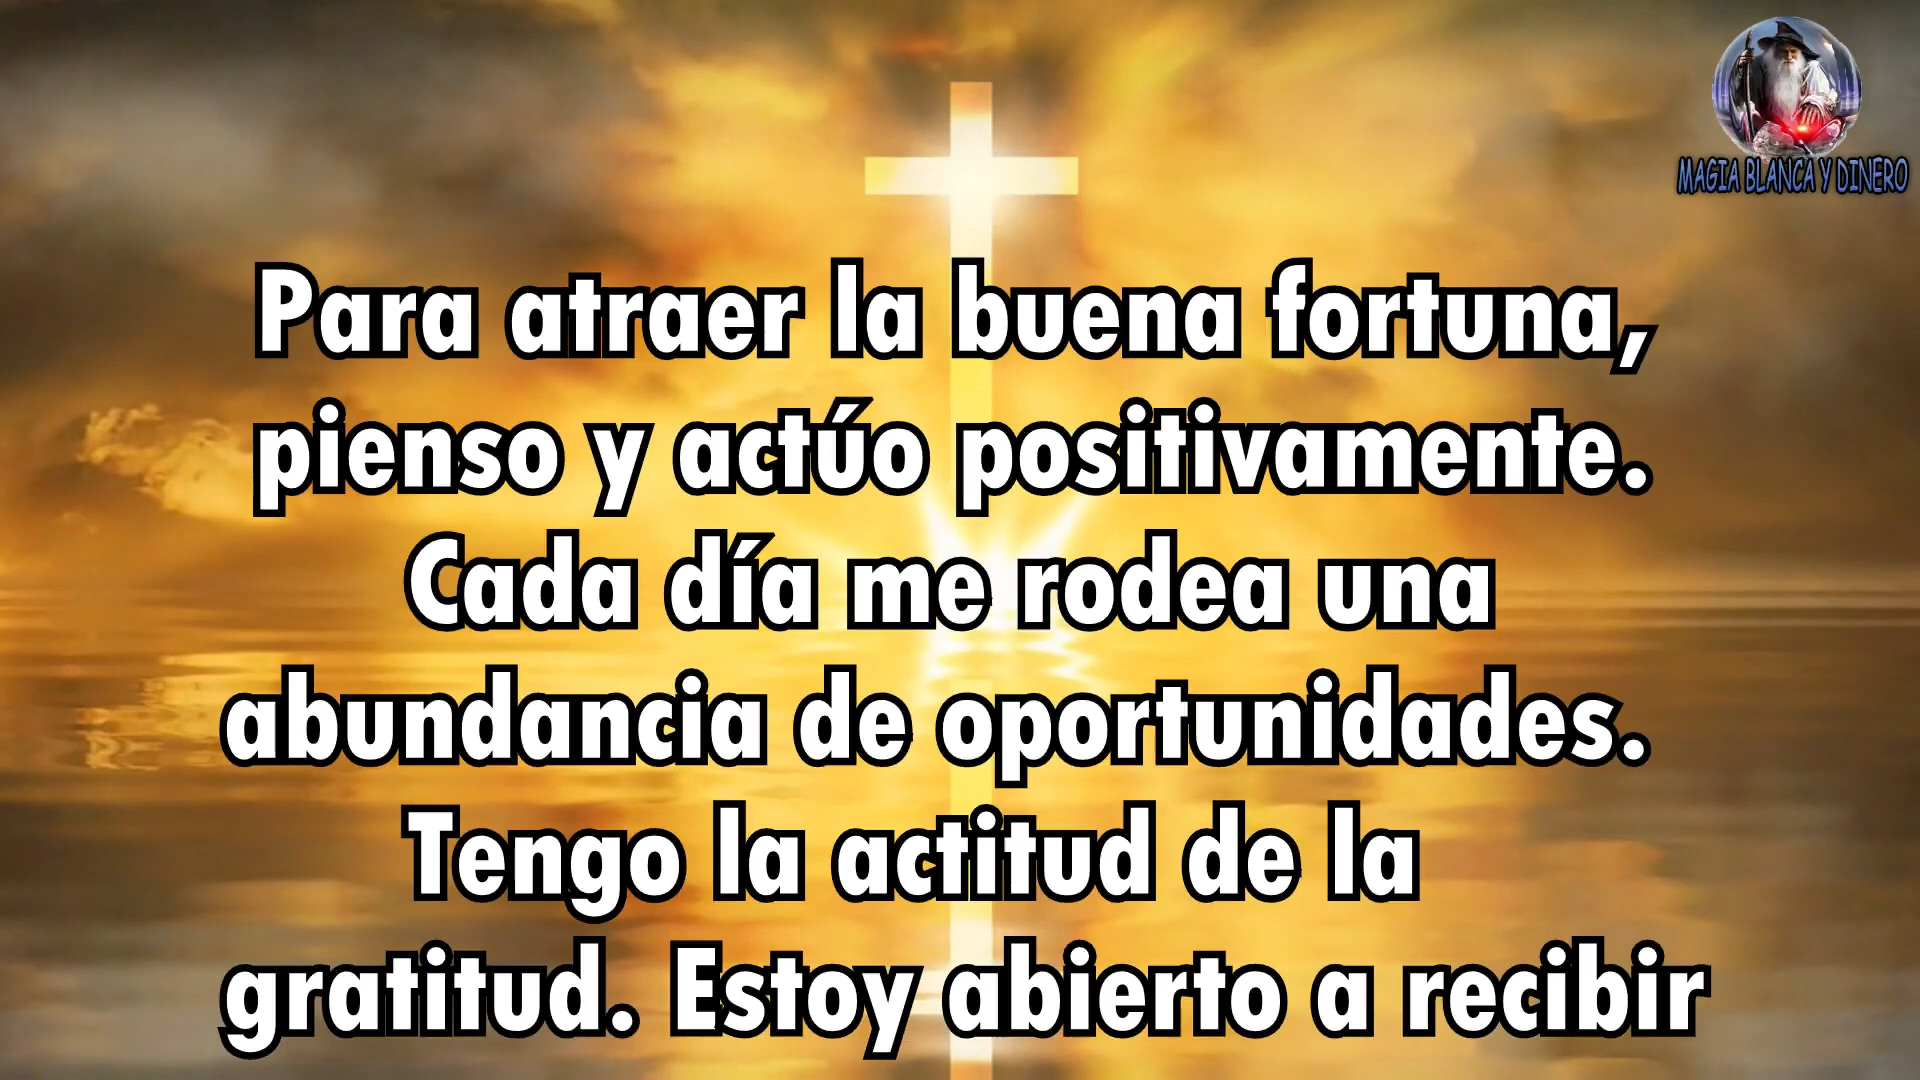 MAGIA BLANCA Y DINERO
Para atraer la buena fortuna,
pienso y actúo positivamente.
Cada día me rodea una
abundancia de oportunidades.
Tengo la actitud de la
gratitud. Estoy abierto a recibir